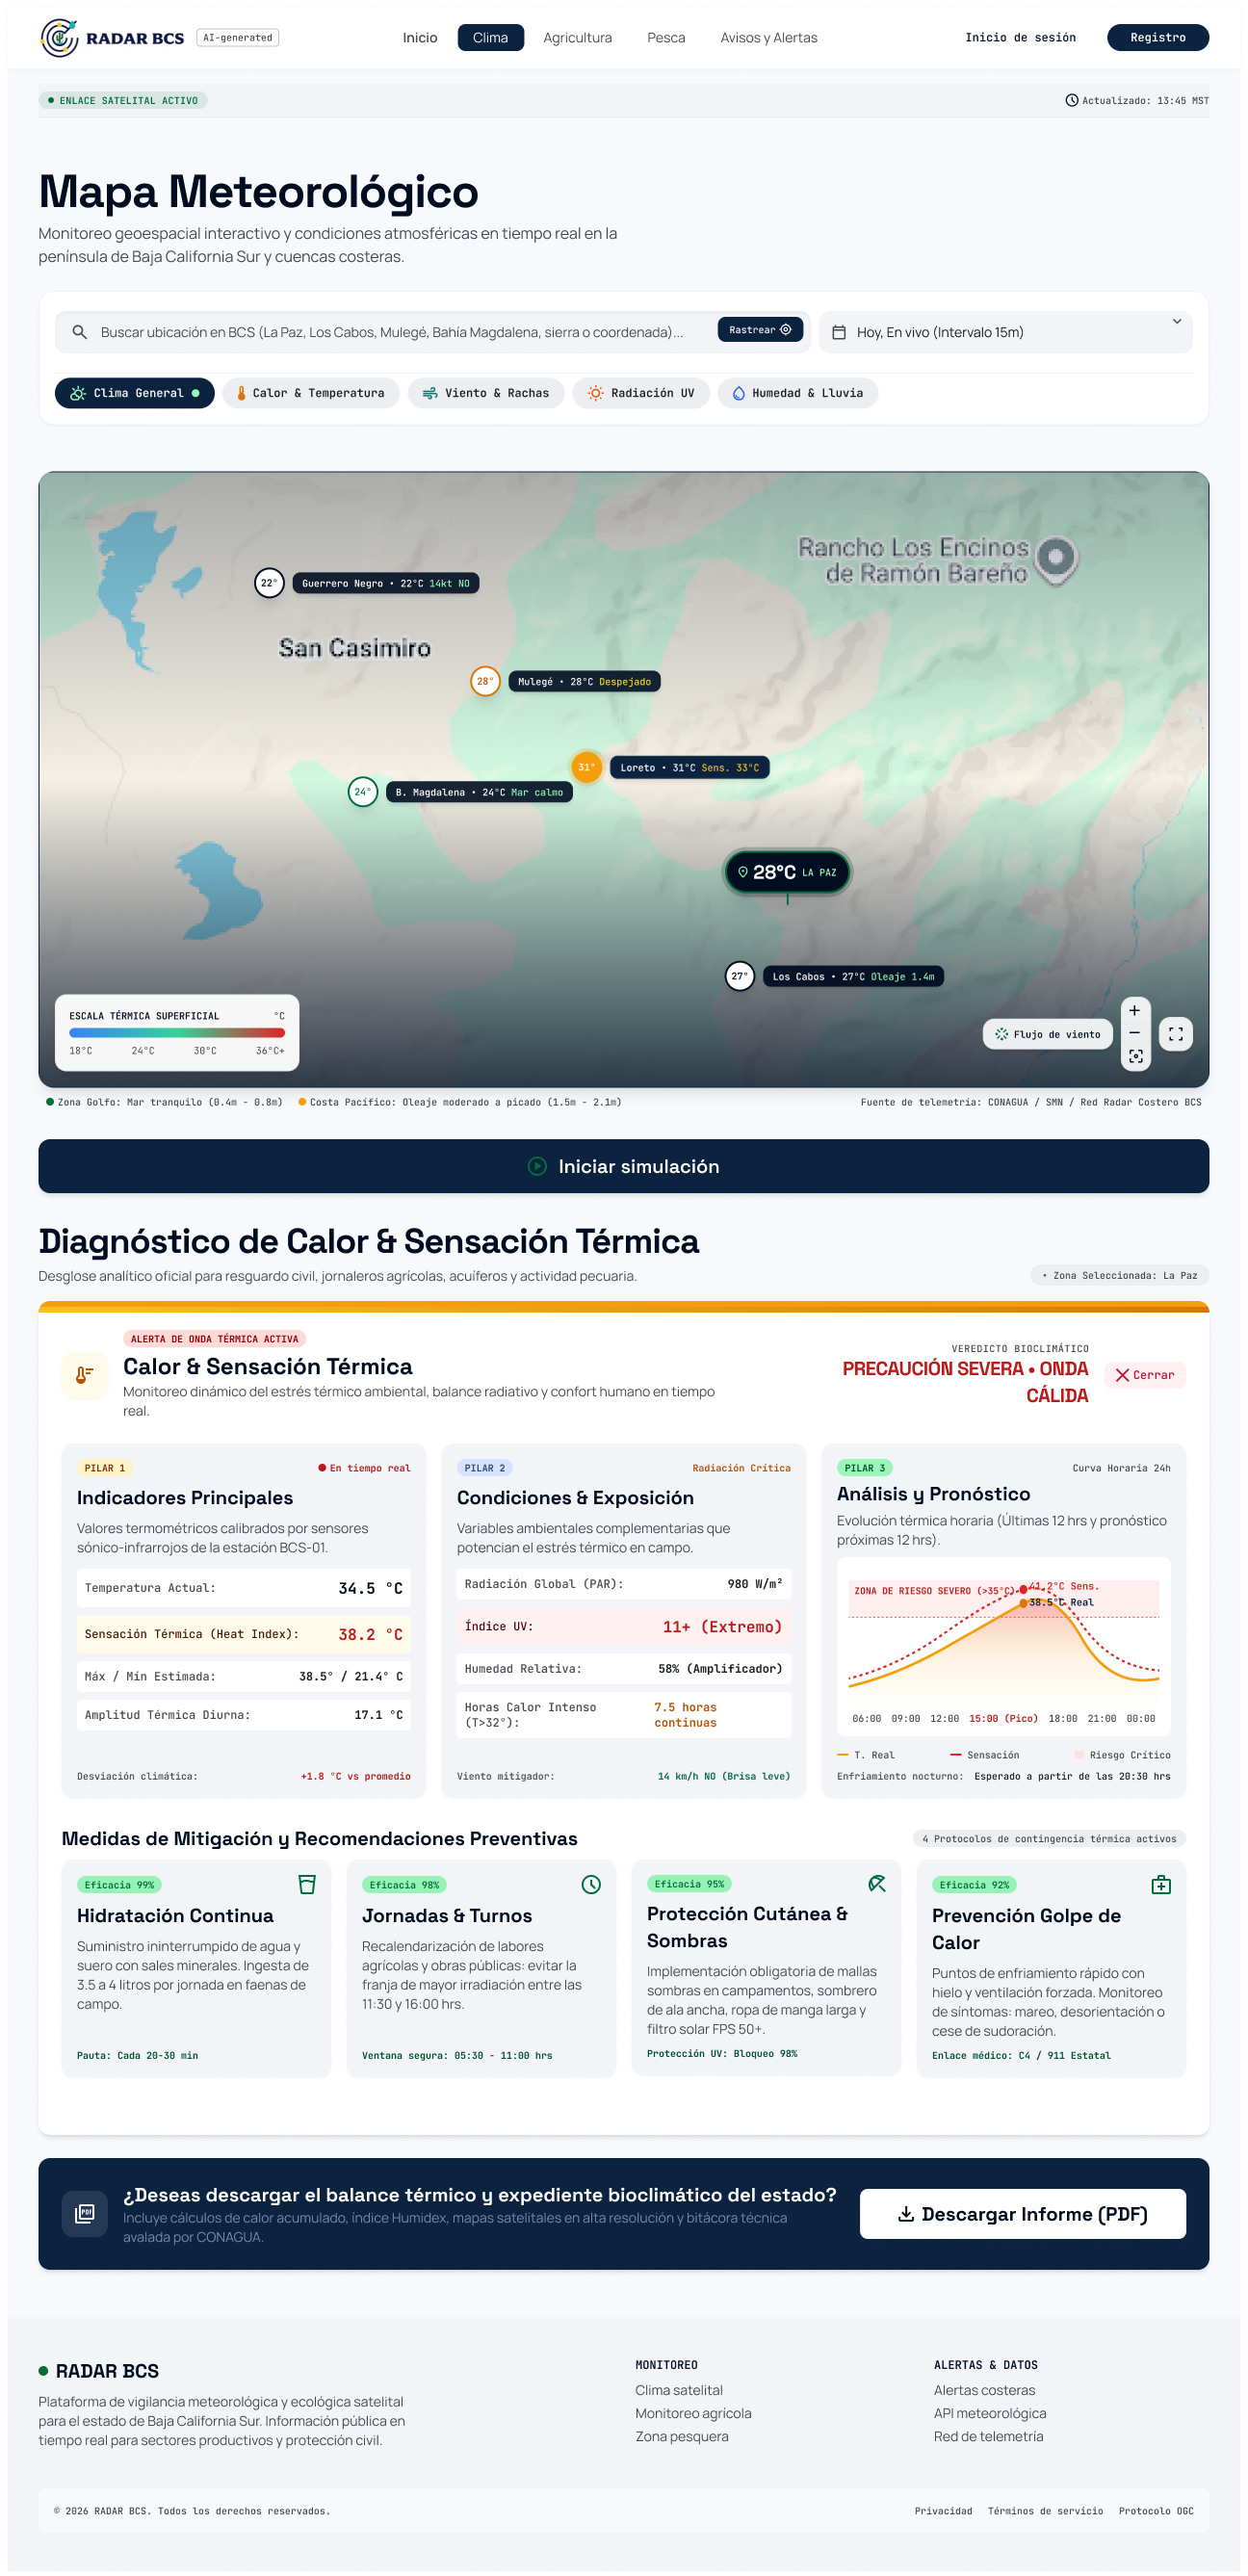 RADAR BCS
AI-generated
Inicio
Clima
Agricultura
Pesca
Avisos y Alertas
Inicio de sesión
Registro
ENLACE SATELITAL ACTIVO
Actualizado: 13:45 MST
Mapa Meteorológico
Monitoreo geoespacial interactivo y condiciones atmosféricas en tiempo real en la
península de Baja California Sur y cuencas costeras.
Buscar ubicación en BCS (La Paz, Los Cabos, Mulegé, Bahía Magdalena, sierra o coordenada)...
Rastrear
Hoy, En vivo (Intervalo 15m)
Clima General
Calor & Temperatura
Viento & Rachas
Radiación UV
Humedad & Lluvia
Rancho Los Encinos
de Ramón Bareño
22°
Guerrero Negro • 22°C 14kt NO
San Casimiro
28°
Mulegé • 28°C Despejado
31°
Loreto • 31°C Sens. 33°C
24°
B. Magdalena • 24°C Mar calmo
28°C LA PAZ
27°
Los Cabos • 27°C Oleaje 1.4m
ESCALA TÉRMICA SUPERFICIAL °C
18°C 24°C 30°C 36°C+
Flujo de viento
+
−
Zona Golfo: Mar tranquilo (0.4m - 0.8m)
Costa Pacífico: Oleaje moderado a picado (1.5m - 2.1m)
Fuente de telemetría: CONAGUA / SMN / Red Radar Costero BCS
Iniciar simulación
Diagnóstico de Calor & Sensación Térmica
Desglose analítico oficial para resguardo civil, jornaleros agrícolas, acuíferos y actividad pecuaria.
• Zona Seleccionada: La Paz
ALERTA DE ONDA TÉRMICA ACTIVA
Calor & Sensación Térmica
Monitoreo dinámico del estrés térmico ambiental, balance radiativo y confort humano en tiempo
real.
VEREDICTO BIOCLIMÁTICO
PRECAUCIÓN SEVERA • ONDA
CÁLIDA
Cerrar
PILAR 1
En tiempo real
Indicadores Principales
Valores termométricos calibrados por sensores
sónico-infrarrojos de la estación BCS-01.
Temperatura Actual: 34.5 °C
Sensación Térmica (Heat Index): 38.2 °C
Máx / Mín Estimada: 38.5° / 21.4° C
Amplitud Térmica Diurna: 17.1 °C
Desviación climática: +1.8 °C vs promedio
PILAR 2
Radiación Crítica
Condiciones & Exposición
Variables ambientales complementarias que
potencian el estrés térmico en campo.
Radiación Global (PAR): 980 W/m²
Índice UV: 11+ (Extremo)
Humedad Relativa: 58% (Amplificador)
Horas Calor Intenso
(T>32°):
7.5 horas
continuas
Viento mitigador: 14 km/h NO (Brisa leve)
PILAR 3
Curva Horaria 24h
Análisis y Pronóstico
Evolución térmica horaria (Últimas 12 hrs y pronóstico
próximas 12 hrs).
41.2°C Sens.
ZONA DE RIESGO SEVERO (>35°C)
38.5°C Real
06:00 09:00 12:00 15:00 (Pico) 18:00 21:00 00:00
T. Real
Sensación
Riesgo Crítico
Enfriamiento nocturno: Esperado a partir de las 20:30 hrs
Medidas de Mitigación y Recomendaciones Preventivas
4 Protocolos de contingencia térmica activos
Eficacia 99%
Hidratación Continua
Suministro ininterrumpido de agua y
suero con sales minerales. Ingesta de
3.5 a 4 litros por jornada en faenas de
campo.
Pauta: Cada 20-30 min
Eficacia 98%
Jornadas & Turnos
Recalendarización de labores
agrícolas y obras públicas: evitar la
franja de mayor irradiación entre las
11:30 y 16:00 hrs.
Ventana segura: 05:30 - 11:00 hrs
Eficacia 95%
Protección Cutánea &
Sombras
Implementación obligatoria de mallas
sombras en campamentos, sombrero
de ala ancha, ropa de manga larga y
filtro solar FPS 50+.
Protección UV: Bloqueo 98%
Eficacia 92%
Prevención Golpe de
Calor
Puntos de enfriamiento rápido con
hielo y ventilación forzada. Monitoreo
de síntomas: mareo, desorientación o
cese de sudoración.
Enlace médico: C4 / 911 Estatal
PDF
¿Deseas descargar el balance térmico y expediente bioclimático del estado?
Incluye cálculos de calor acumulado, índice Humidex, mapas satelitales en alta resolución y bitácora técnica
avalada por CONAGUA.
Descargar Informe (PDF)
RADAR BCS
Plataforma de vigilancia meteorológica y ecológica satelital
para el estado de Baja California Sur. Información pública en
tiempo real para sectores productivos y protección civil.
MONITOREO
Clima satelital
Monitoreo agrícola
Zona pesquera
ALERTAS & DATOS
Alertas costeras
API meteorológica
Red de telemetría
© 2026 RADAR BCS. Todos los derechos reservados.
Privacidad
Términos de servicio
Protocolo OGC